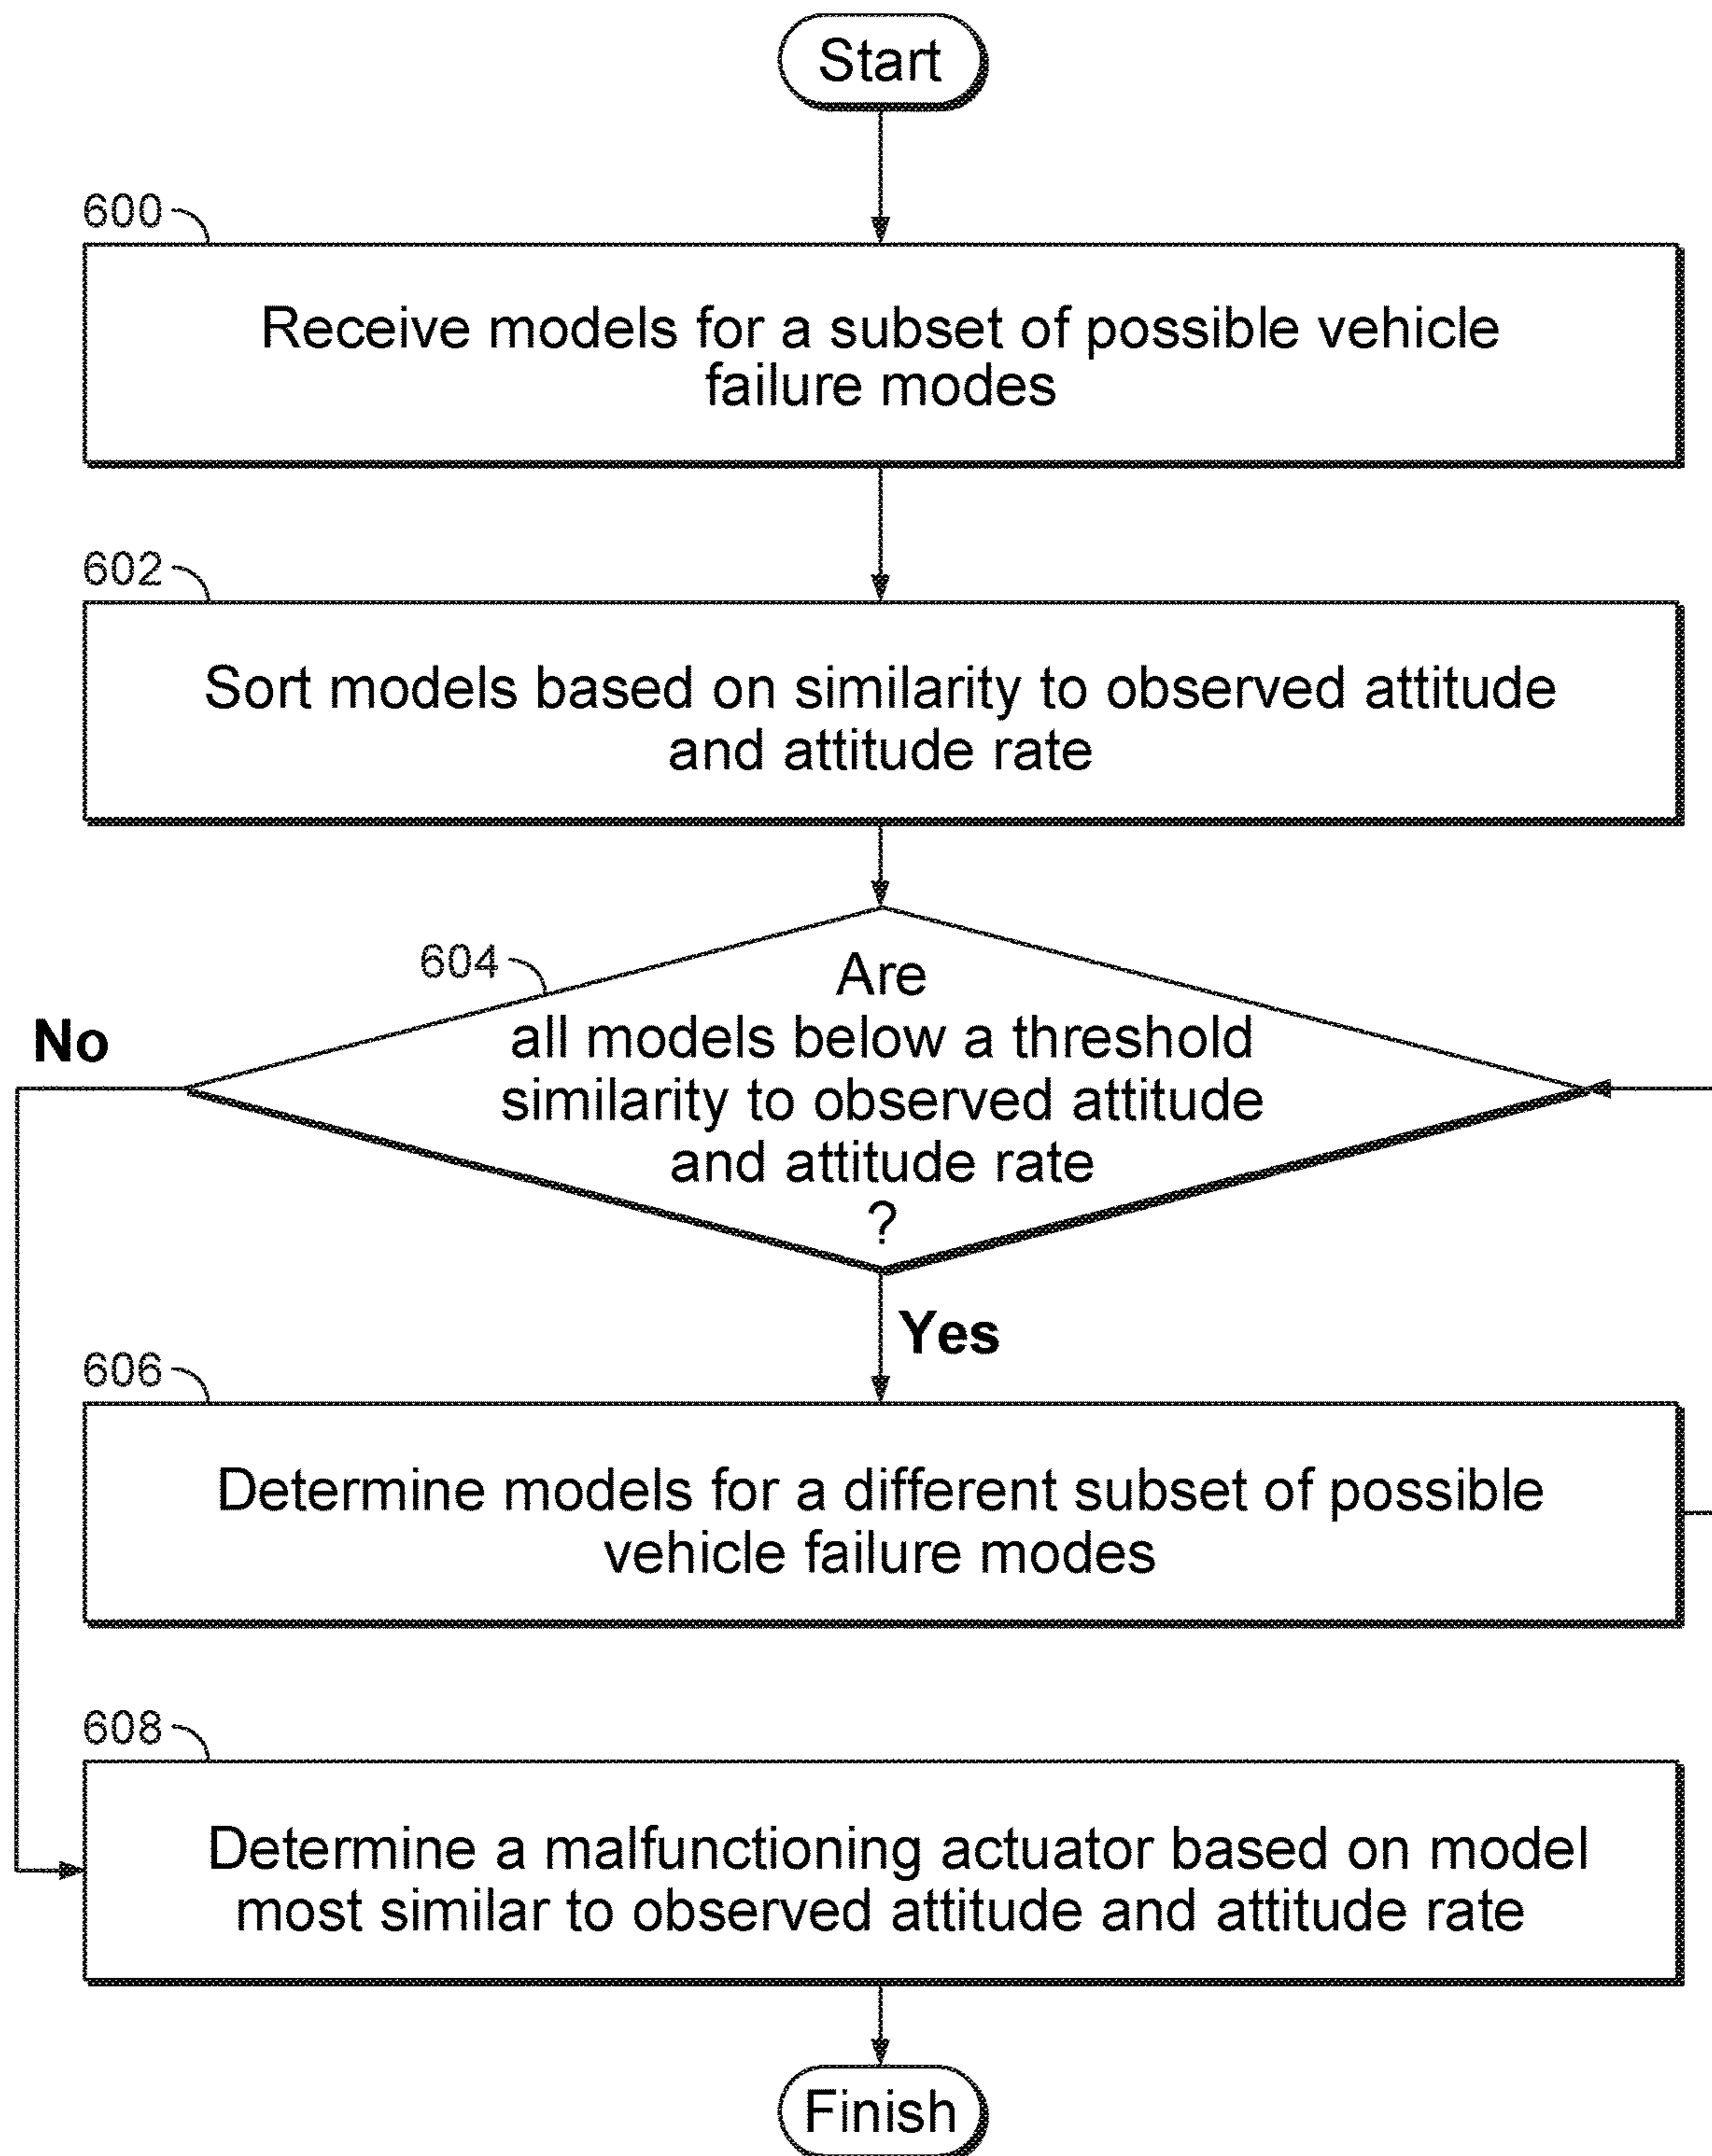 Start
600
Receive models for a subset of possible vehicle
failure modes
602
Sort models based on similarity to observed attitude
and attitude rate
604
Are
all models below a threshold
similarity to observed attitude
and attitude rate
?
No
Yes
606
Determine models for a different subset of possible
vehicle failure modes
608
Determine a malfunctioning actuator based on model
most similar to observed attitude and attitude rate
Finish